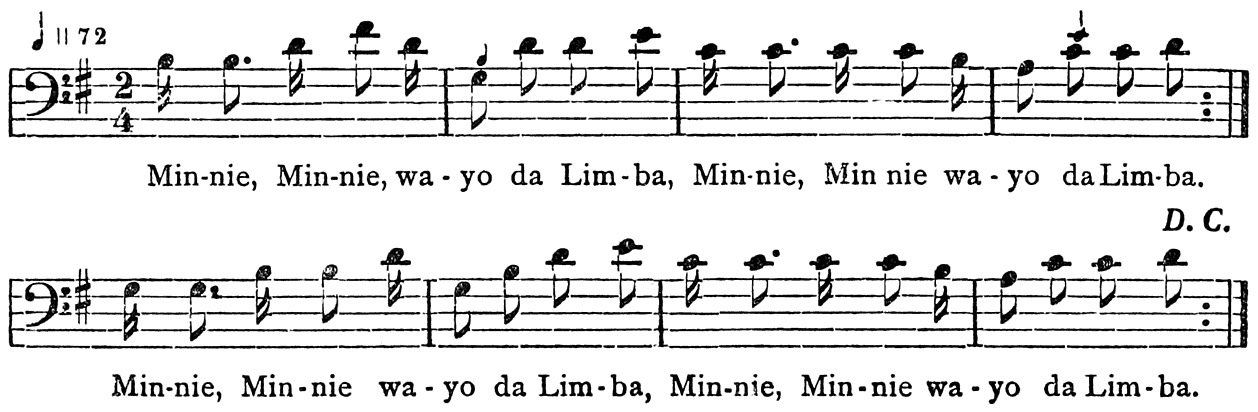 ♩ = 72
2
4
Min-nie, Min-nie, wa - yo da Lim - ba, Min-nie, Min nie wa - yo da Lim-ba.
D. C.
Min-nie, Min-nie wa - yo da Lim - ba, Min-nie, Min-nie wa - yo da Lim-ba.